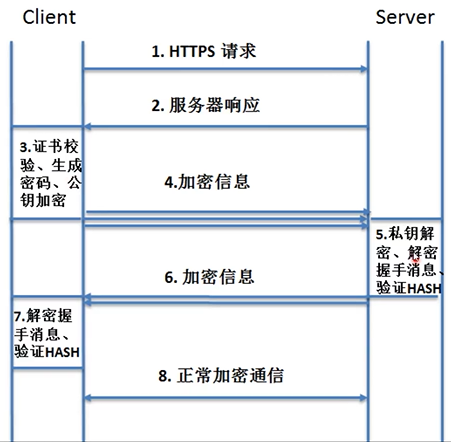 Client
Server
1. HTTPS 请求
2. 服务器响应
3.证书校
验、生成
密码、公
钥加密
4.加密信息
5.私钥解
密、解密
握手消息、
验证HASH
6. 加密信息
7.解密握
手消息、
验证HASH
8. 正常加密通信